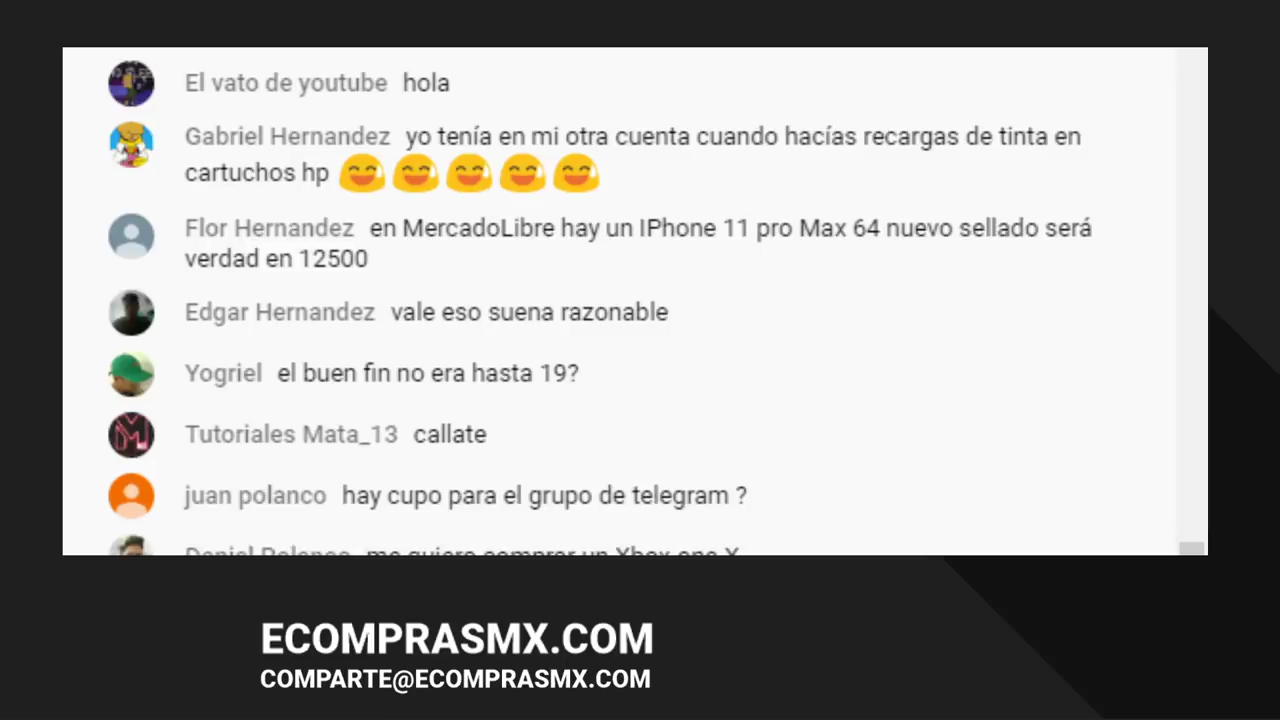 El vato de youtube hola
Gabriel Hernandez yo tenía en mi otra cuenta cuando hacías recargas de tinta en
cartuchos hp
Flor Hernandez en MercadoLibre hay un IPhone 11 pro Max 64 nuevo sellado será
verdad en 12500
Edgar Hernandez vale eso suena razonable
Yogriel el buen fin no era hasta 19?
Tutoriales Mata_13 callate
juan polanco hay cupo para el grupo de telegram ?
Daniel Polanco me quiero comprar un Xbox one X
ECOMPRASMX.COM
COMPARTE@ECOMPRASMX.COM